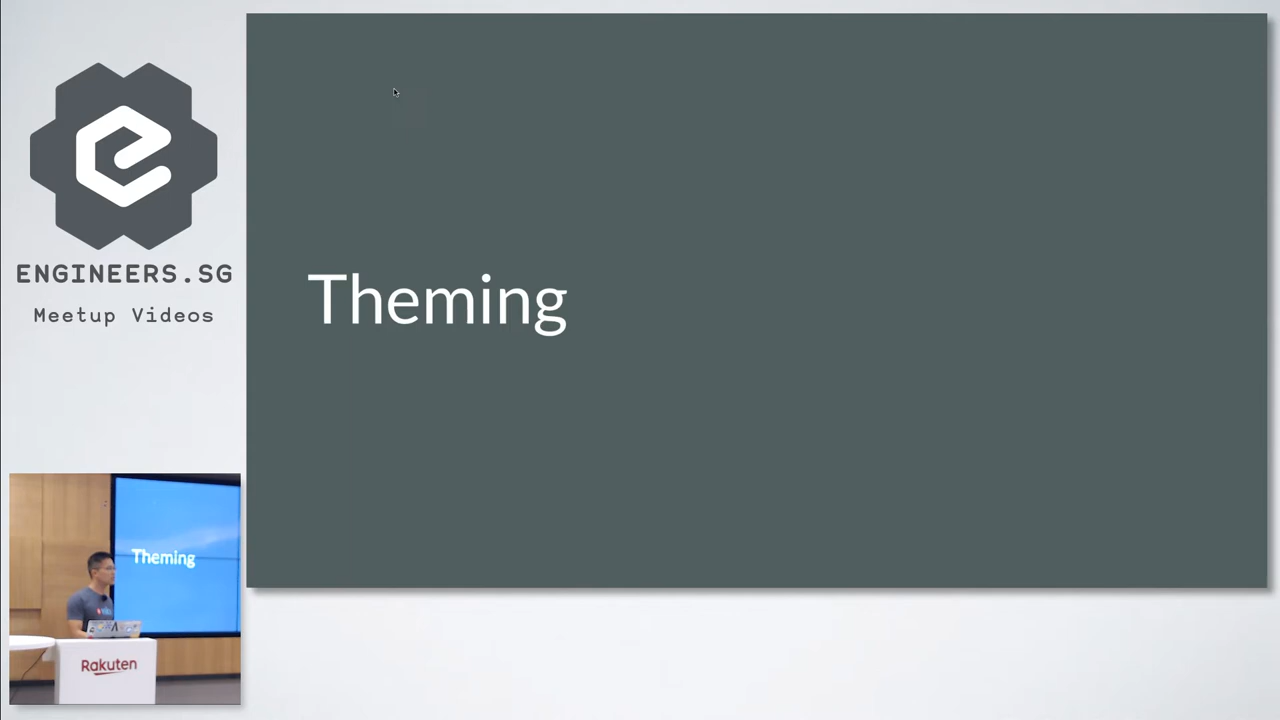 ENGINEERS.SG
Meetup Videos
Theming
Theming
Rakuten